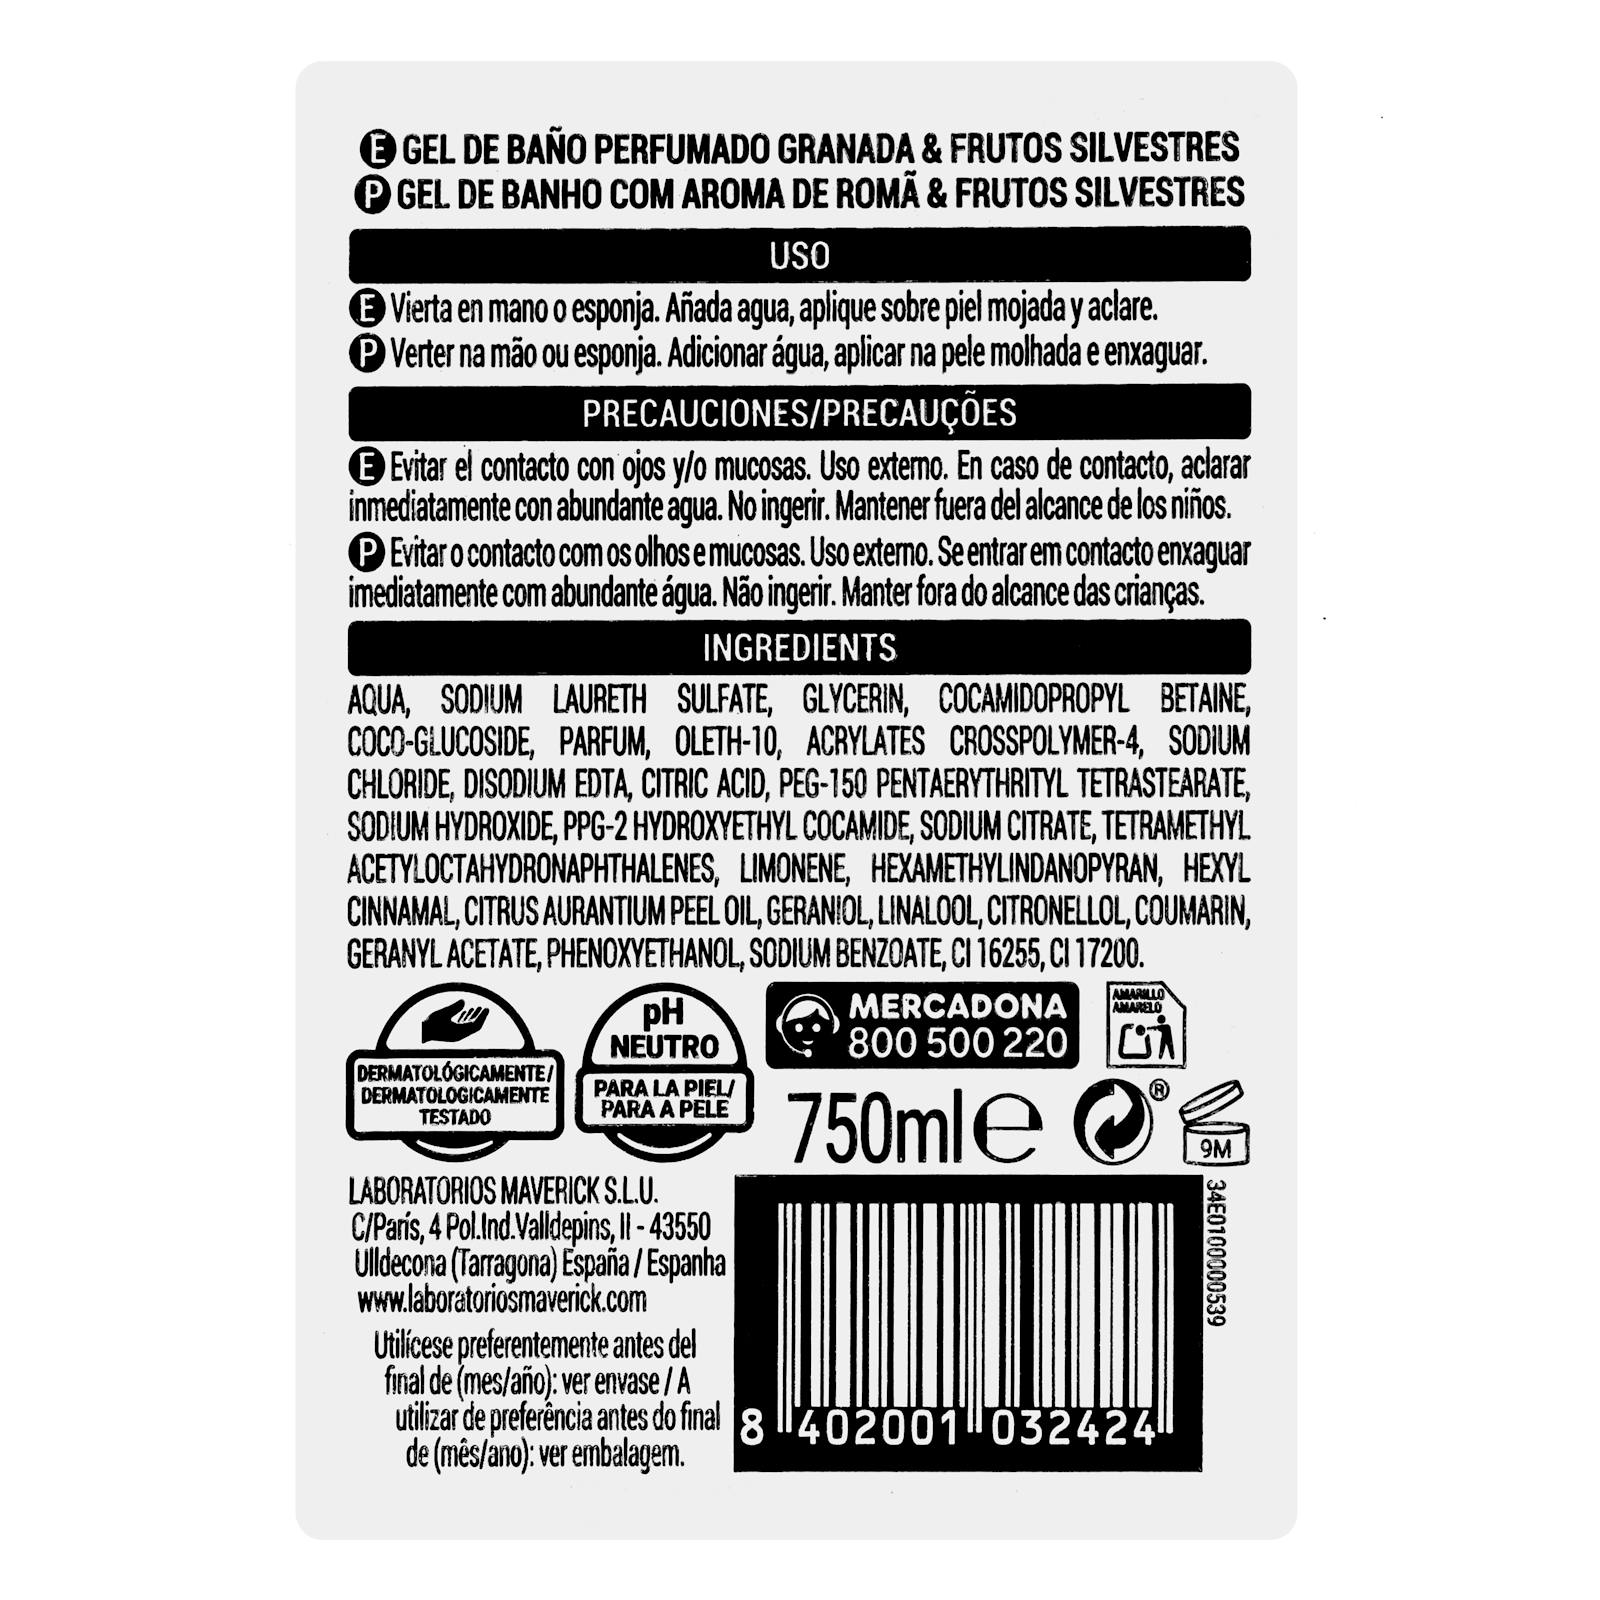 E GEL DE BAÑO PERFUMADO GRANADA & FRUTOS SILVESTRES
P GEL DE BANHO COM AROMA DE ROMÃ & FRUTOS SILVESTRES
USO
E Vierta en mano o esponja. Añada agua, aplique sobre piel mojada y aclare.
P Verter na mão ou esponja. Adicionar água, aplicar na pele molhada e enxaguar.
PRECAUCIONES/PRECAUÇÕES
E Evitar el contacto con ojos y/o mucosas. Uso externo. En caso de contacto, aclarar
inmediatamente con abundante agua. No ingerir. Mantener fuera del alcance de los niños.
P Evitar o contacto com os olhos e mucosas. Uso externo. Se entrar em contacto enxaguar
imediatamente com abundante água. Não ingerir. Manter fora do alcance das crianças.
INGREDIENTS
AQUA, SODIUM LAURETH SULFATE, GLYCERIN, COCAMIDOPROPYL BETAINE,
COCO-GLUCOSIDE, PARFUM, OLETH-10, ACRYLATES CROSSPOLYMER-4, SODIUM
CHLORIDE, DISODIUM EDTA, CITRIC ACID, PEG-150 PENTAERYTHRITYL TETRASTEARATE,
SODIUM HYDROXIDE, PPG-2 HYDROXYETHYL COCAMIDE, SODIUM CITRATE, TETRAMETHYL
ACETYLOCTAHYDRONAPHTHALENES, LIMONENE, HEXAMETHYLINDANOPYRAN, HEXYL
CINNAMAL, CITRUS AURANTIUM PEEL OIL, GERANIOL, LINALOOL, CITRONELLOL, COUMARIN,
GERANYL ACETATE, PHENOXYETHANOL, SODIUM BENZOATE, CI 16255, CI 17200.
DERMATOLÓGICAMENTE/
DERMATOLOGICAMENTE
TESTADO
pH
NEUTRO
PARA LA PIEL/
PARA A PELE
MERCADONA
800 500 220
AMARILLO
AMARELO
750ml e
®
9M
LABORATORIOS MAVERICK S.L.U.
C/París, 4 Pol.Ind.Valldepins, II - 43550
Ulldecona (Tarragona) España / Espanha
www.laboratoriosmaverick.com
Utilícese preferentemente antes del
final de (mes/año): ver envase / A
utilizar de preferência antes do final
de (mês/ano): ver embalagem.
8 402001 032424
34E0100000539